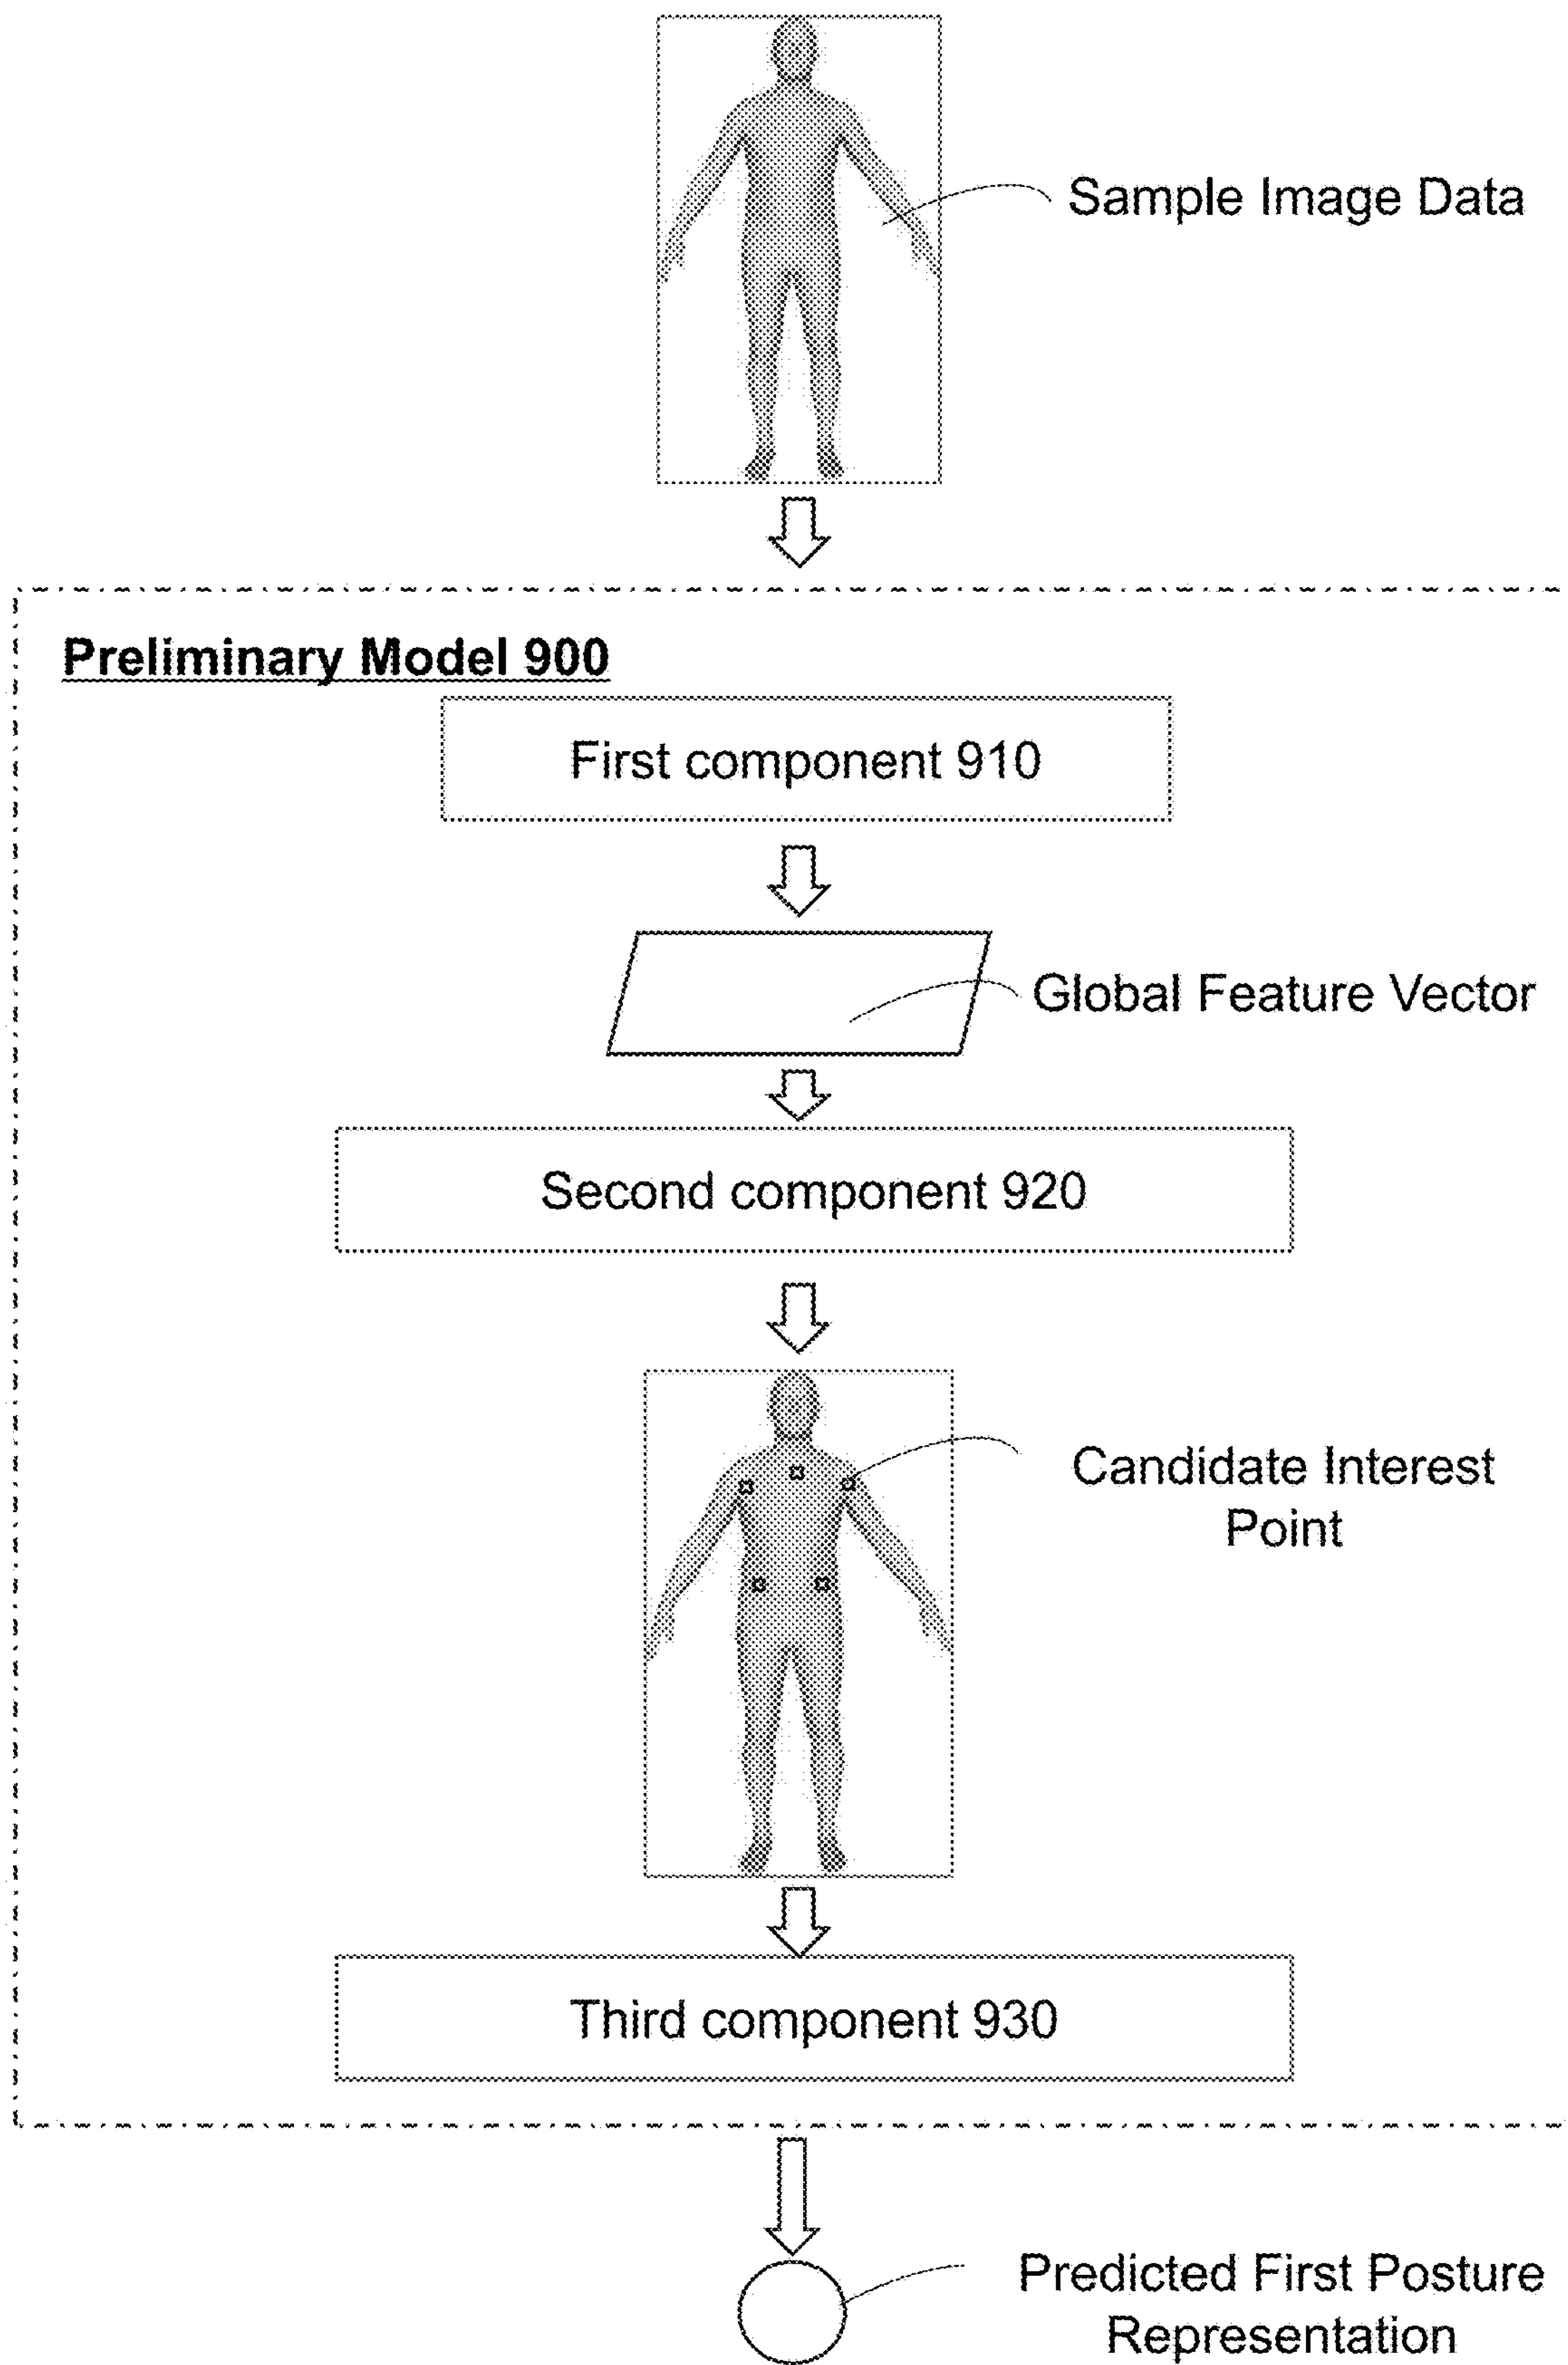 Sample Image Data
Preliminary Model 900
First component 910
Global Feature Vector
Second component 920
Candidate Interest
Point
Third component 930
Predicted First Posture
Representation